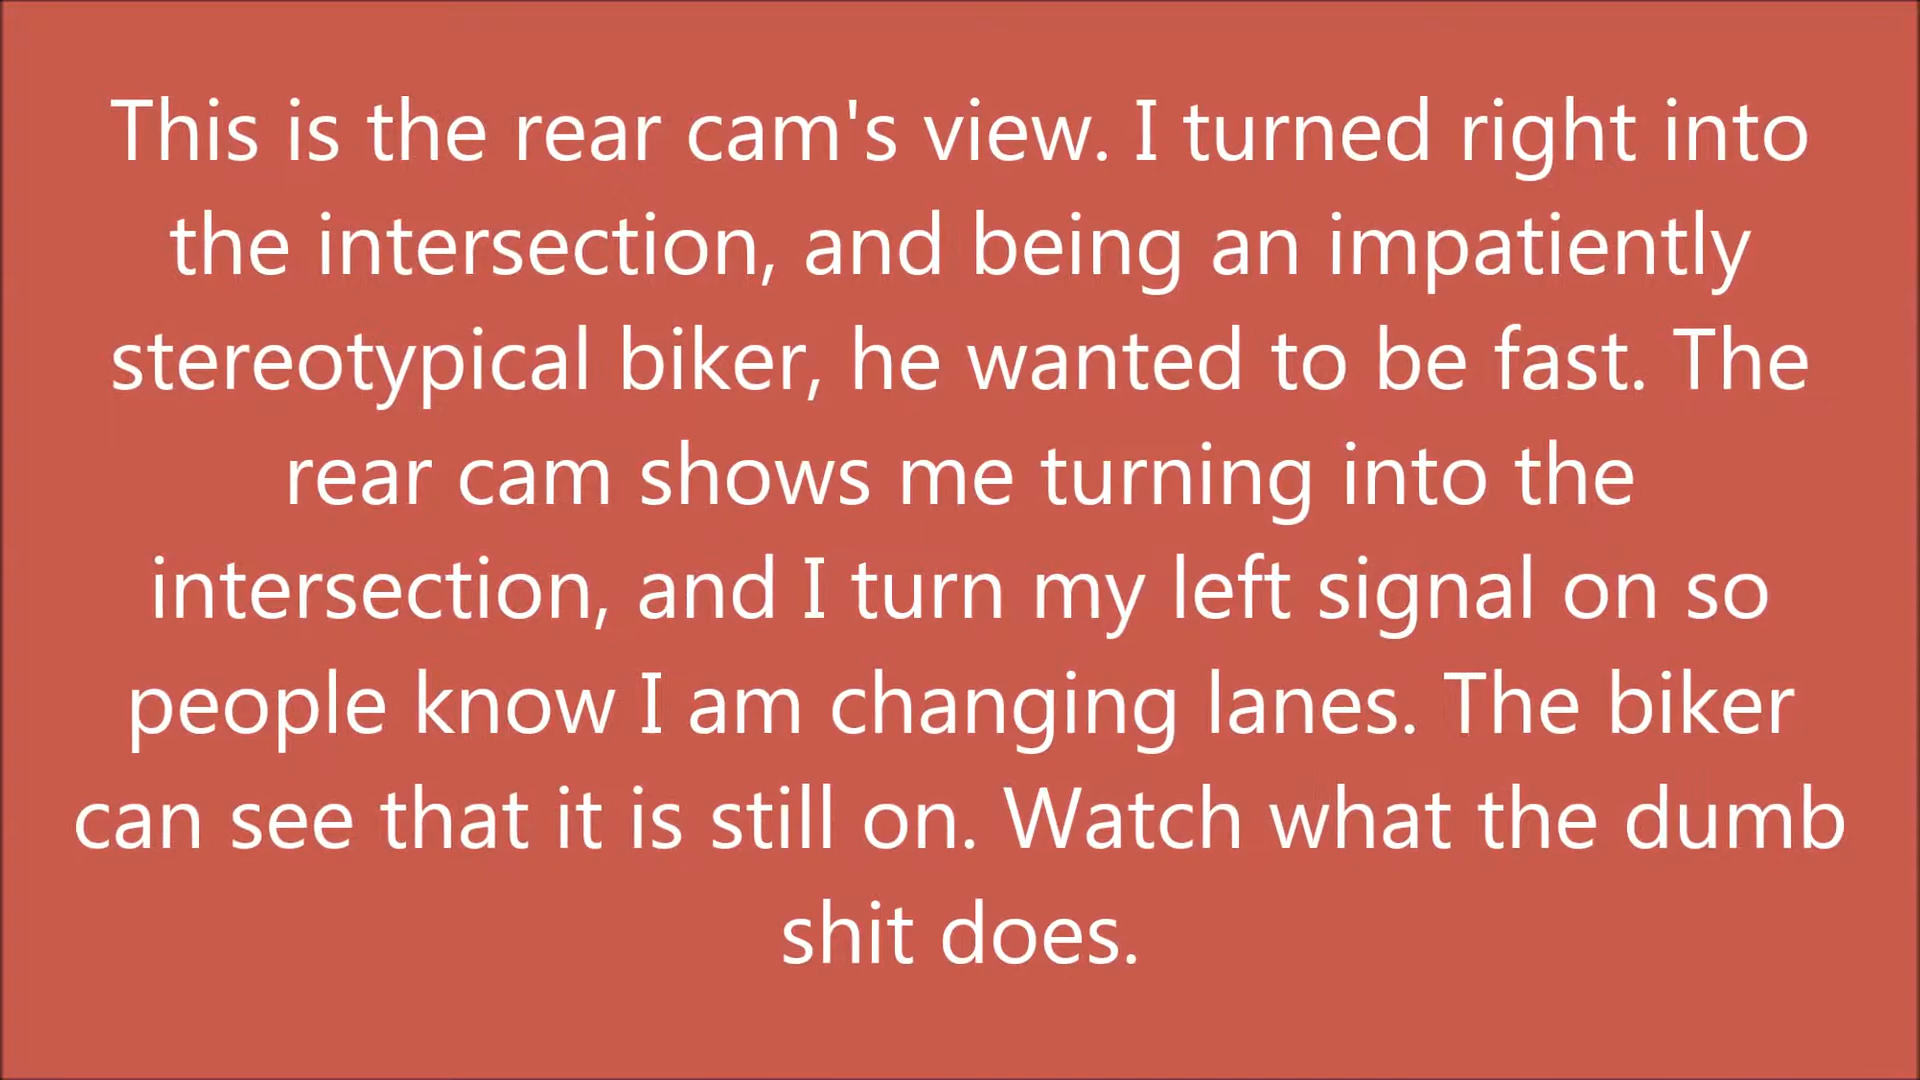 This is the rear cam's view. I turned right into
the intersection, and being an impatiently
stereotypical biker, he wanted to be fast. The
rear cam shows me turning into the
intersection, and I turn my left signal on so
people know I am changing lanes. The biker
can see that it is still on. Watch what the dumb
shit does.